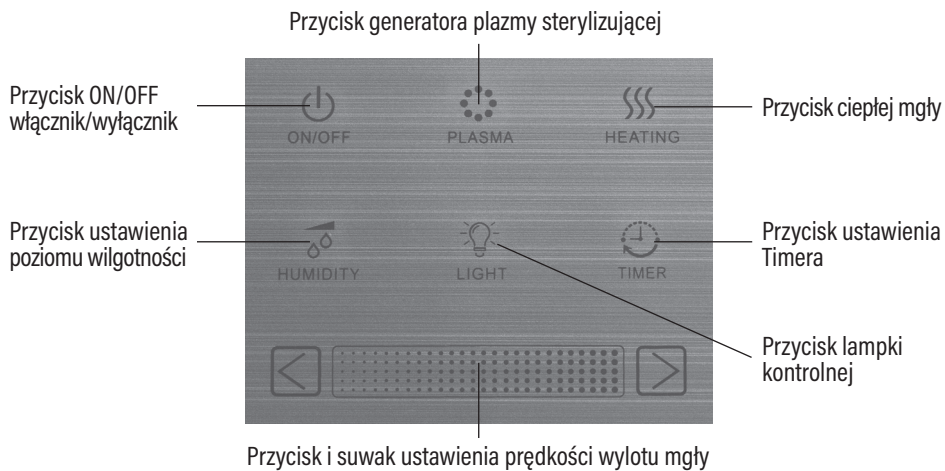 Przycisk generatora plazmy sterylizującej
Przycisk ON/OFF
włącznik/wyłącznik
Przycisk ciepłej mgły
ON/OFF
PLASMA
HEATING
Przycisk ustawienia
poziomu wilgotności
Przycisk ustawienia
Timera
HUMIDITY
LIGHT
TIMER
Przycisk lampki
kontrolnej
Przycisk i suwak ustawienia prędkości wylotu mgły